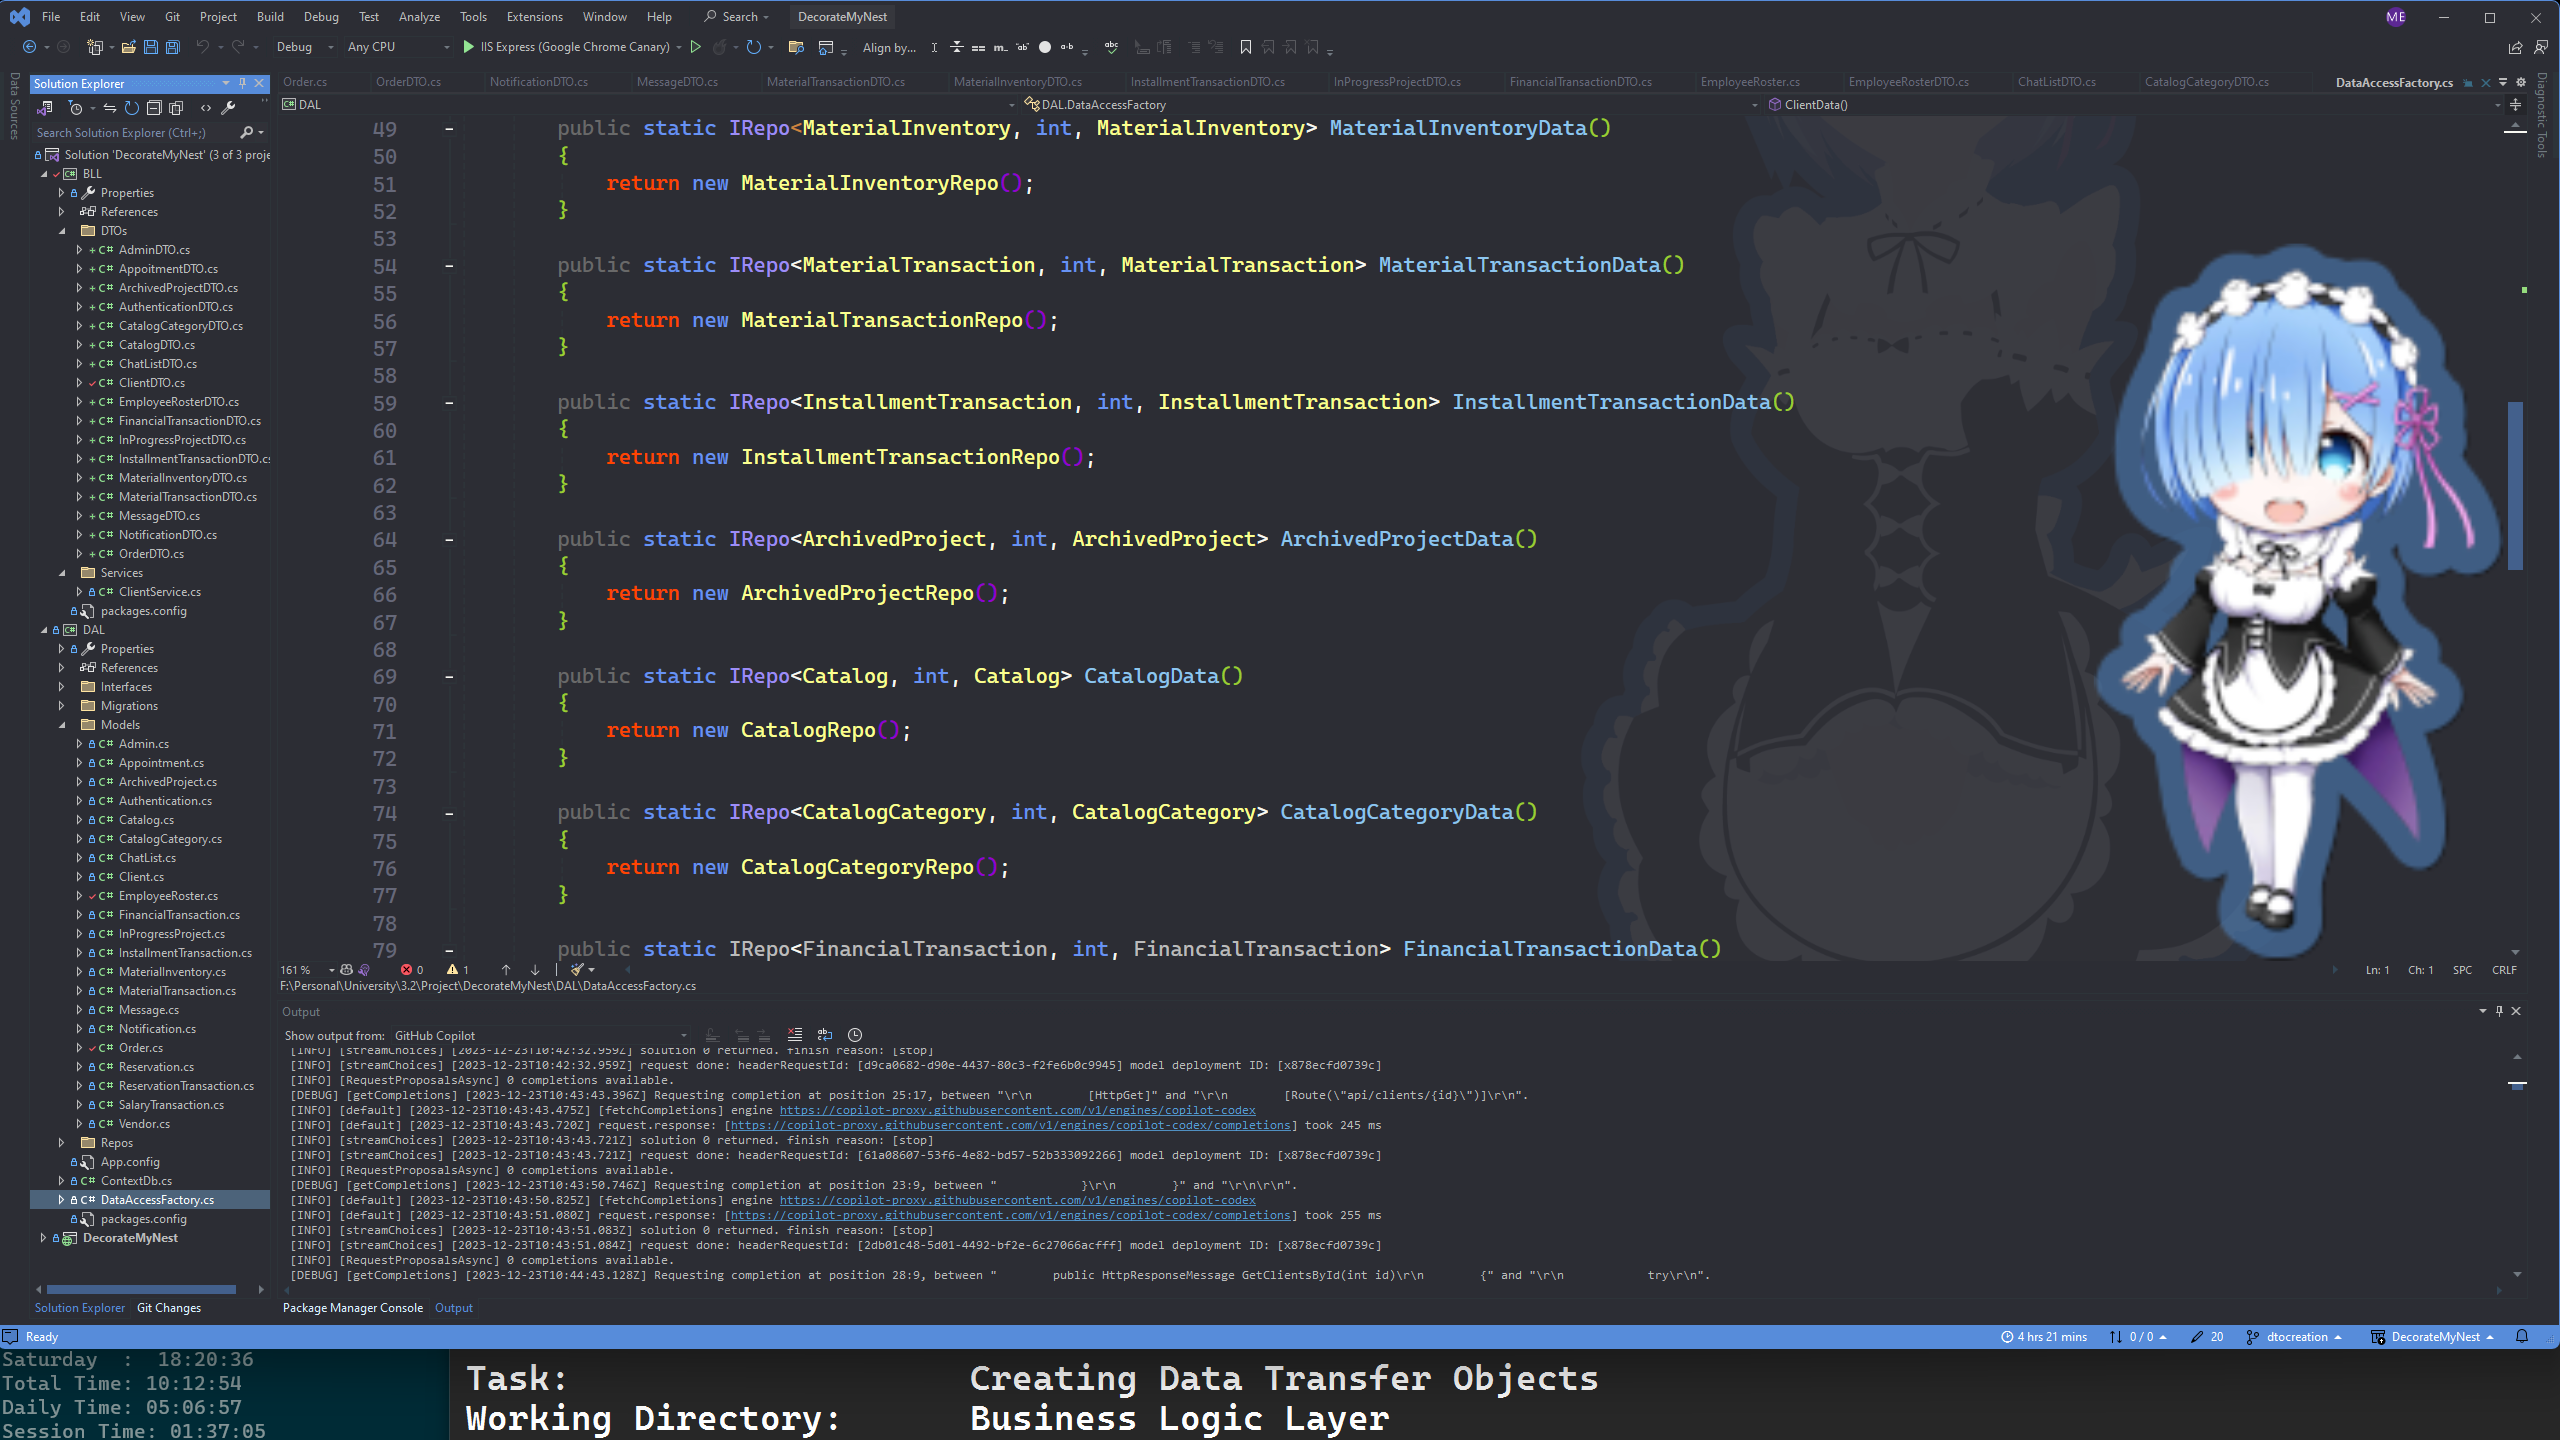 File Edit View Git Project Build Debug Test Analyze Tools Extensions Window Help Search DecorateMyNest ME
Debug Any CPU IIS Express (Google Chrome Canary) Align by...
Data Sources
Solution Explorer
Search Solution Explorer (Ctrl+;)
Solution 'DecorateMyNest' (3 of 3 proje
BLL
Properties
References
DTOs
C# AdminDTO.cs
C# AppoitmentDTO.cs
C# ArchivedProjectDTO.cs
C# AuthenticationDTO.cs
C# CatalogCategoryDTO.cs
C# CatalogDTO.cs
C# ChatListDTO.cs
C# ClientDTO.cs
C# EmployeeRosterDTO.cs
C# FinancialTransactionDTO.cs
C# InProgressProjectDTO.cs
C# InstallmentTransactionDTO.cs
C# MaterialInventoryDTO.cs
C# MaterialTransactionDTO.cs
C# MessageDTO.cs
C# NotificationDTO.cs
C# OrderDTO.cs
Services
C# ClientService.cs
packages.config
DAL
Properties
References
Interfaces
Migrations
Models
C# Admin.cs
C# Appointment.cs
C# ArchivedProject.cs
C# Authentication.cs
C# Catalog.cs
C# CatalogCategory.cs
C# ChatList.cs
C# Client.cs
C# EmployeeRoster.cs
C# FinancialTransaction.cs
C# InProgressProject.cs
C# InstallmentTransaction.cs
C# MaterialInventory.cs
C# MaterialTransaction.cs
C# Message.cs
C# Notification.cs
C# Order.cs
C# Reservation.cs
C# ReservationTransaction.cs
C# SalaryTransaction.cs
C# Vendor.cs
Repos
App.config
C# ContextDb.cs
C# DataAccessFactory.cs
packages.config
DecorateMyNest
Solution Explorer Git Changes
Order.cs OrderDTO.cs NotificationDTO.cs MessageDTO.cs MaterialTransactionDTO.cs MaterialInventoryDTO.cs InstallmentTransactionDTO.cs InProgressProjectDTO.cs FinancialTransactionDTO.cs EmployeeRoster.cs EmployeeRosterDTO.cs ChatListDTO.cs CatalogCategoryDTO.cs DataAccessFactory.cs
DAL DAL.DataAccessFactory ClientData()
Diagnostic Tools
49 public static IRepo<MaterialInventory, int, MaterialInventory> MaterialInventoryData()
50 {
51 return new MaterialInventoryRepo();
52 }
53
54 public static IRepo<MaterialTransaction, int, MaterialTransaction> MaterialTransactionData()
55 {
56 return new MaterialTransactionRepo();
57 }
58
59 public static IRepo<InstallmentTransaction, int, InstallmentTransaction> InstallmentTransactionData()
60 {
61 return new InstallmentTransactionRepo();
62 }
63
64 public static IRepo<ArchivedProject, int, ArchivedProject> ArchivedProjectData()
65 {
66 return new ArchivedProjectRepo();
67 }
68
69 public static IRepo<Catalog, int, Catalog> CatalogData()
70 {
71 return new CatalogRepo();
72 }
73
74 public static IRepo<CatalogCategory, int, CatalogCategory> CatalogCategoryData()
75 {
76 return new CatalogCategoryRepo();
77 }
78
79 public static IRepo<FinancialTransaction, int, FinancialTransaction> FinancialTransactionData()
161 % 0 1 Ln: 1 Ch: 1 SPC CRLF
F:\Personal\University\3.2\Project\DecorateMyNest\DAL\DataAccessFactory.cs
Output
Show output from: GitHub Copilot
[INFO] [streamChoices] [2023-12-23T10:42:32.959Z] solution 0 returned. finish reason: [stop]
[INFO] [streamChoices] [2023-12-23T10:42:32.959Z] request done: headerRequestId: [d9ca0682-d90e-4437-80c3-f2fe6b0c9945] model deployment ID: [x878ecfd0739c]
[INFO] [RequestProposalsAsync] 0 completions available.
[DEBUG] [getCompletions] [2023-12-23T10:43:43.396Z] Requesting completion at position 25:17, between "\r\n [HttpGet]" and "\r\n [Route(\"api/clients/{id}\")]\r\n".
[INFO] [default] [2023-12-23T10:43:43.475Z] [fetchCompletions] engine https://copilot-proxy.githubusercontent.com/v1/engines/copilot-codex
[INFO] [default] [2023-12-23T10:43:43.720Z] request.response: [https://copilot-proxy.githubusercontent.com/v1/engines/copilot-codex/completions] took 245 ms
[INFO] [streamChoices] [2023-12-23T10:43:43.721Z] solution 0 returned. finish reason: [stop]
[INFO] [streamChoices] [2023-12-23T10:43:43.721Z] request done: headerRequestId: [61a08607-53f6-4e82-bd57-52b333092266] model deployment ID: [x878ecfd0739c]
[INFO] [RequestProposalsAsync] 0 completions available.
[DEBUG] [getCompletions] [2023-12-23T10:43:50.746Z] Requesting completion at position 23:9, between " }\r\n }" and "\r\n\r\n".
[INFO] [default] [2023-12-23T10:43:50.825Z] [fetchCompletions] engine https://copilot-proxy.githubusercontent.com/v1/engines/copilot-codex
[INFO] [default] [2023-12-23T10:43:51.080Z] request.response: [https://copilot-proxy.githubusercontent.com/v1/engines/copilot-codex/completions] took 255 ms
[INFO] [streamChoices] [2023-12-23T10:43:51.083Z] solution 0 returned. finish reason: [stop]
[INFO] [streamChoices] [2023-12-23T10:43:51.084Z] request done: headerRequestId: [2db01c48-5d01-4492-bf2e-6c27066acfff] model deployment ID: [x878ecfd0739c]
[INFO] [RequestProposalsAsync] 0 completions available.
[DEBUG] [getCompletions] [2023-12-23T10:44:43.128Z] Requesting completion at position 28:9, between " public HttpResponseMessage GetClientsById(int id)\r\n {" and "\r\n try\r\n".
Package Manager Console Output
Ready 4 hrs 21 mins 0 / 0 20 dtocreation DecorateMyNest
Saturday : 18:20:36
Total Time: 10:12:54
Daily Time: 05:06:57
Session Time: 01:37:05
Task: Creating Data Transfer Objects
Working Directory: Business Logic Layer